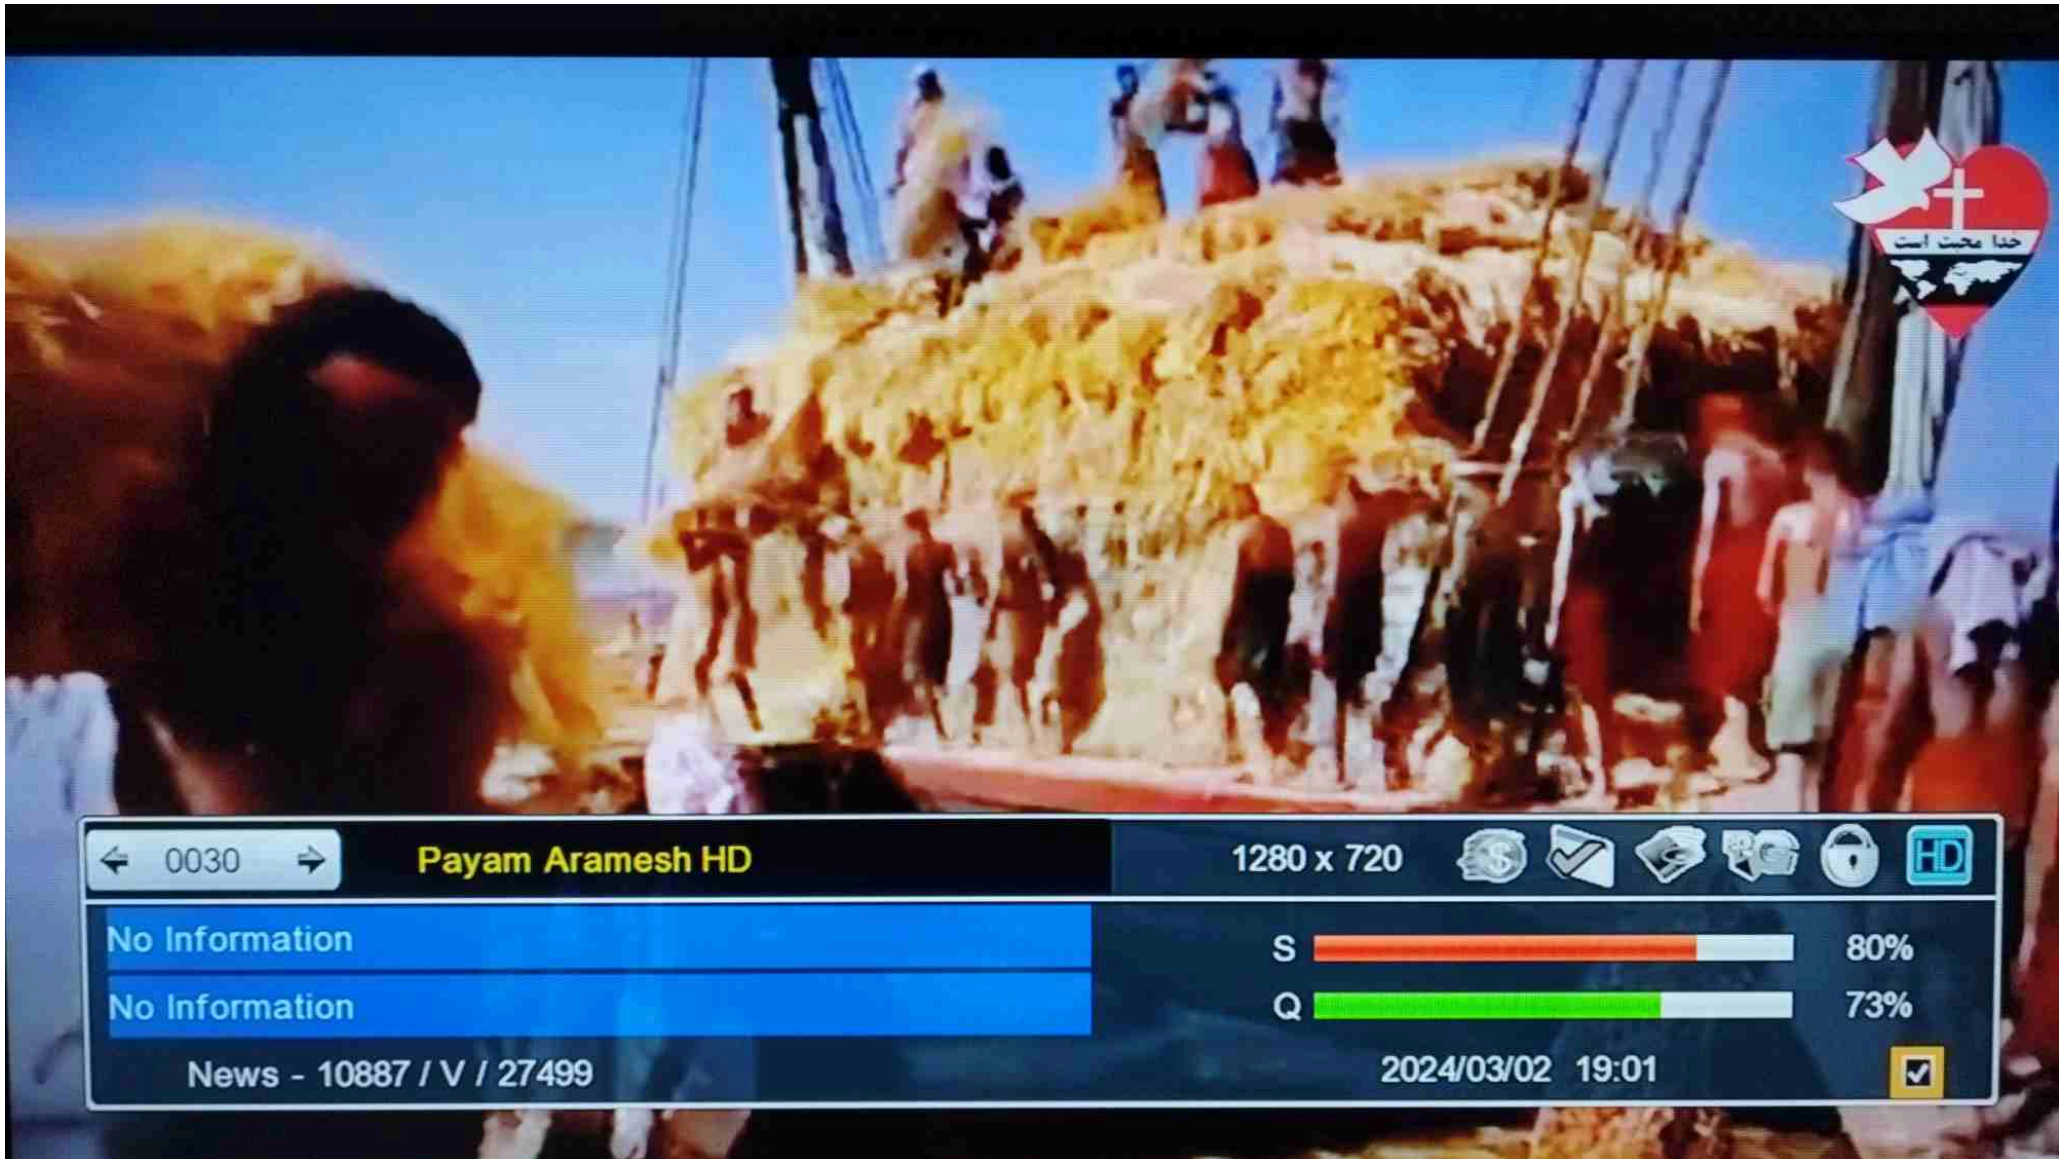 خدا محبت است
0030
Payam Aramesh HD
1280 x 720
HD
No Information
No Information
S 80%
Q 73%
News - 10887 / V / 27499
2024/03/02 19:01